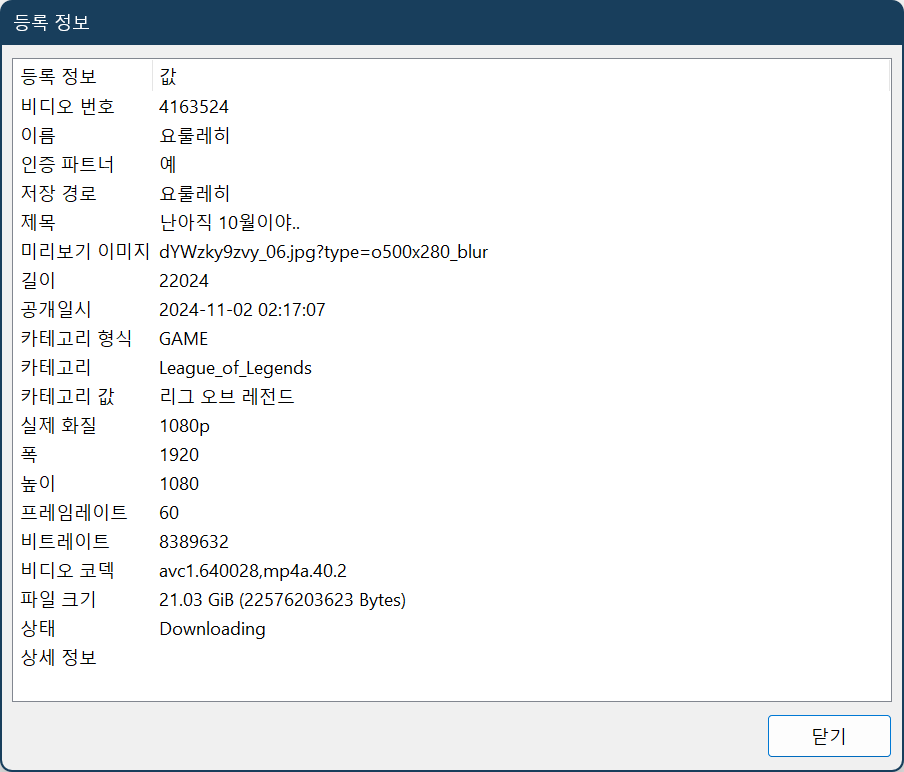 등록 정보
등록 정보 값
비디오 번호 4163524
이름 요룰레히
인증 파트너 예
저장 경로 요룰레히
제목 난아직 10월이야..
미리보기 이미지 dYWzky9zvy_06.jpg?type=o500x280_blur
길이 22024
공개일시 2024-11-02 02:17:07
카테고리 형식 GAME
카테고리 League_of_Legends
카테고리 값 리그 오브 레전드
실제 화질 1080p
폭 1920
높이 1080
프레임레이트 60
비트레이트 8389632
비디오 코덱 avc1.640028,mp4a.40.2
파일 크기 21.03 GiB (22576203623 Bytes)
상태 Downloading
상세 정보
닫기